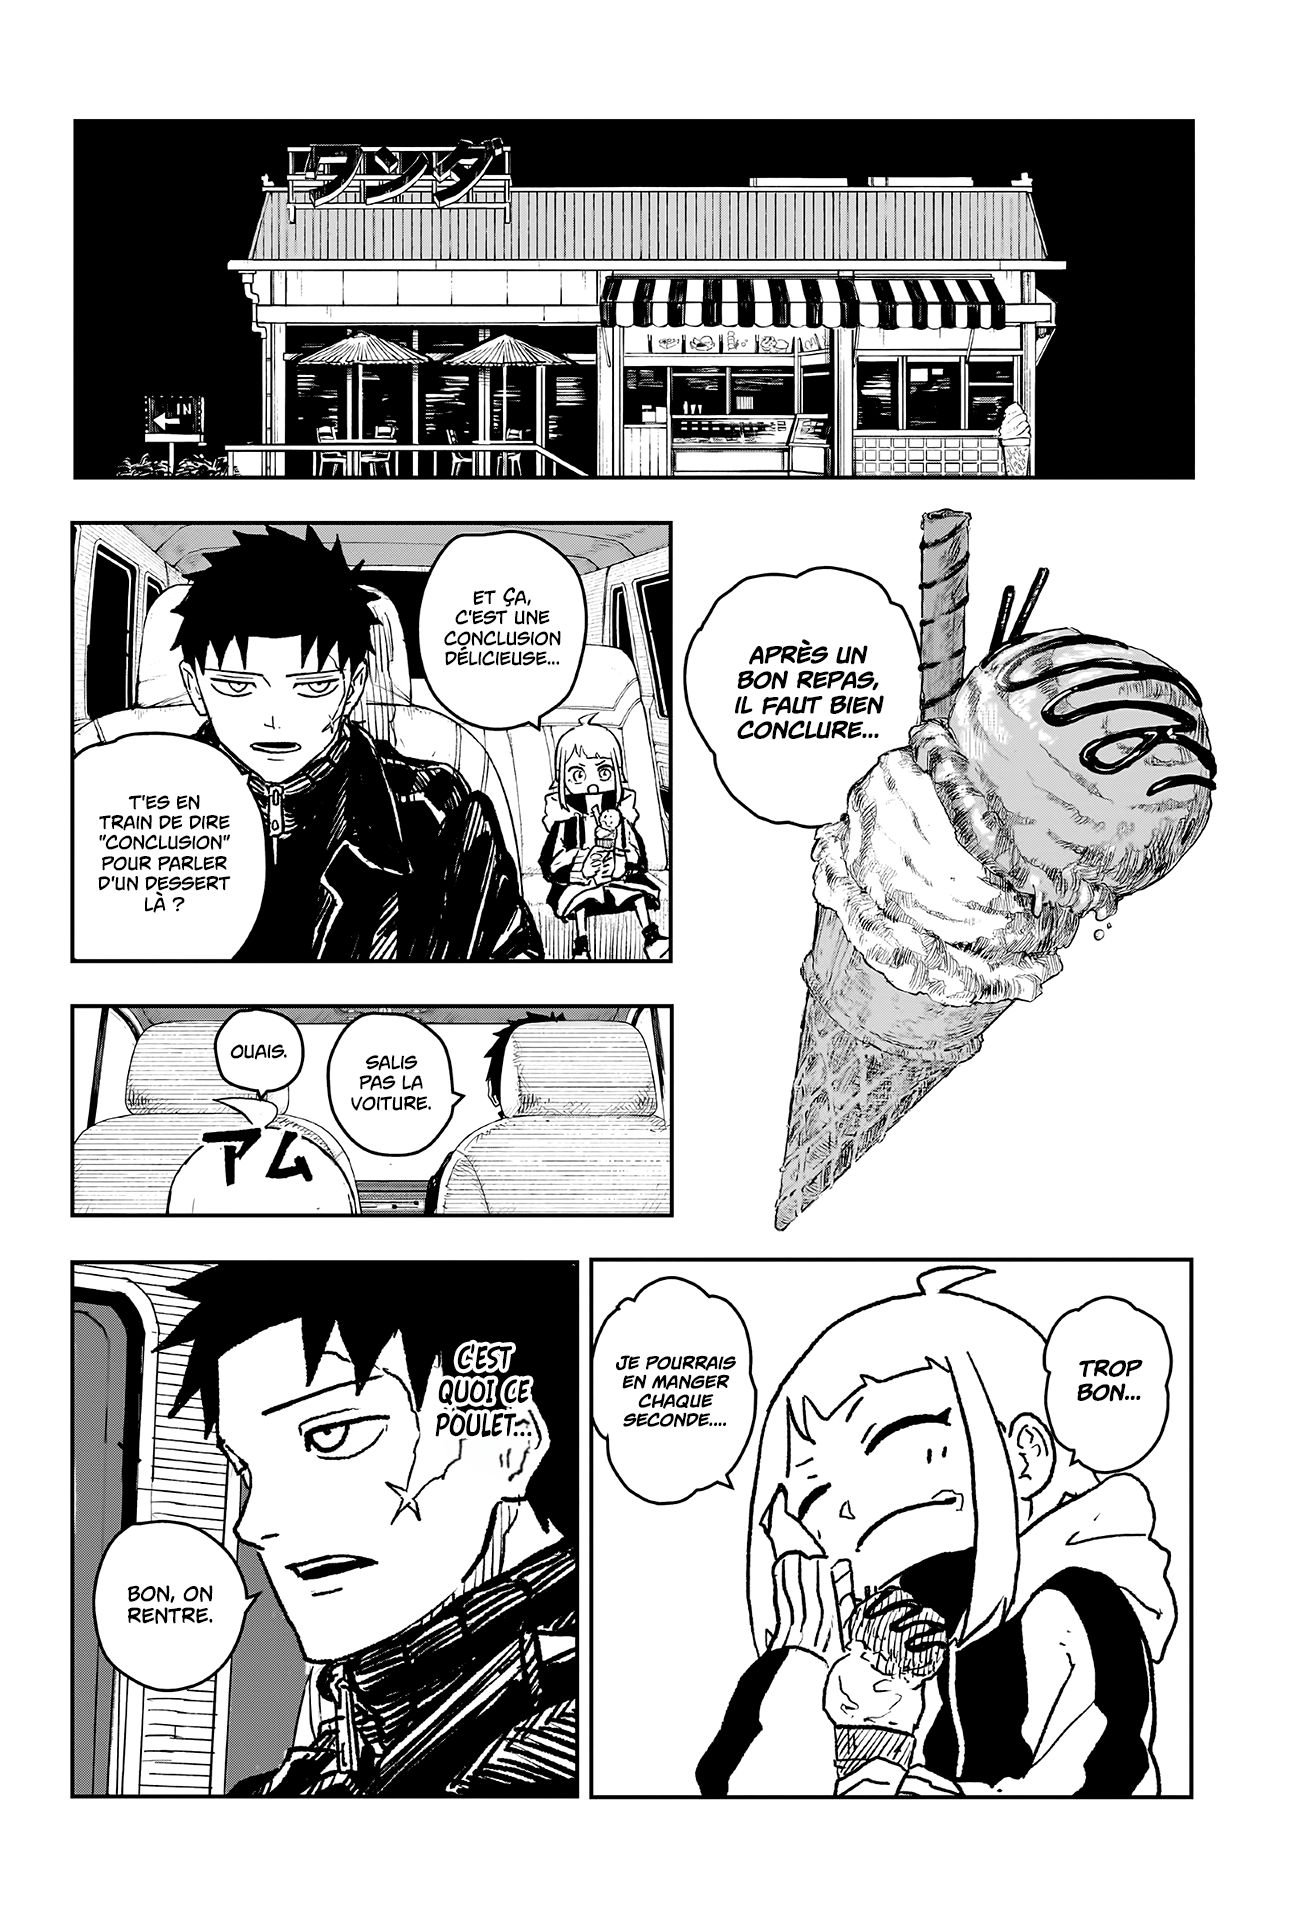 ワンダ
IN
APRÈS UN
BON REPAS,
IL FAUT BIEN
CONCLURE...
ET ÇA,
C'EST UNE
CONCLUSION
DÉLICIEUSE...
T'ES EN
TRAIN DE DIRE
"CONCLUSION"
POUR PARLER
D'UN DESSERT
LÀ ?
SALIS
PAS LA
VOITURE.
OUAIS.
アム
TROP
BON...
JE POURRAIS
EN MANGER
CHAQUE
SECONDE....
C'EST
QUOI CE
POULET...
BON, ON
RENTRE.